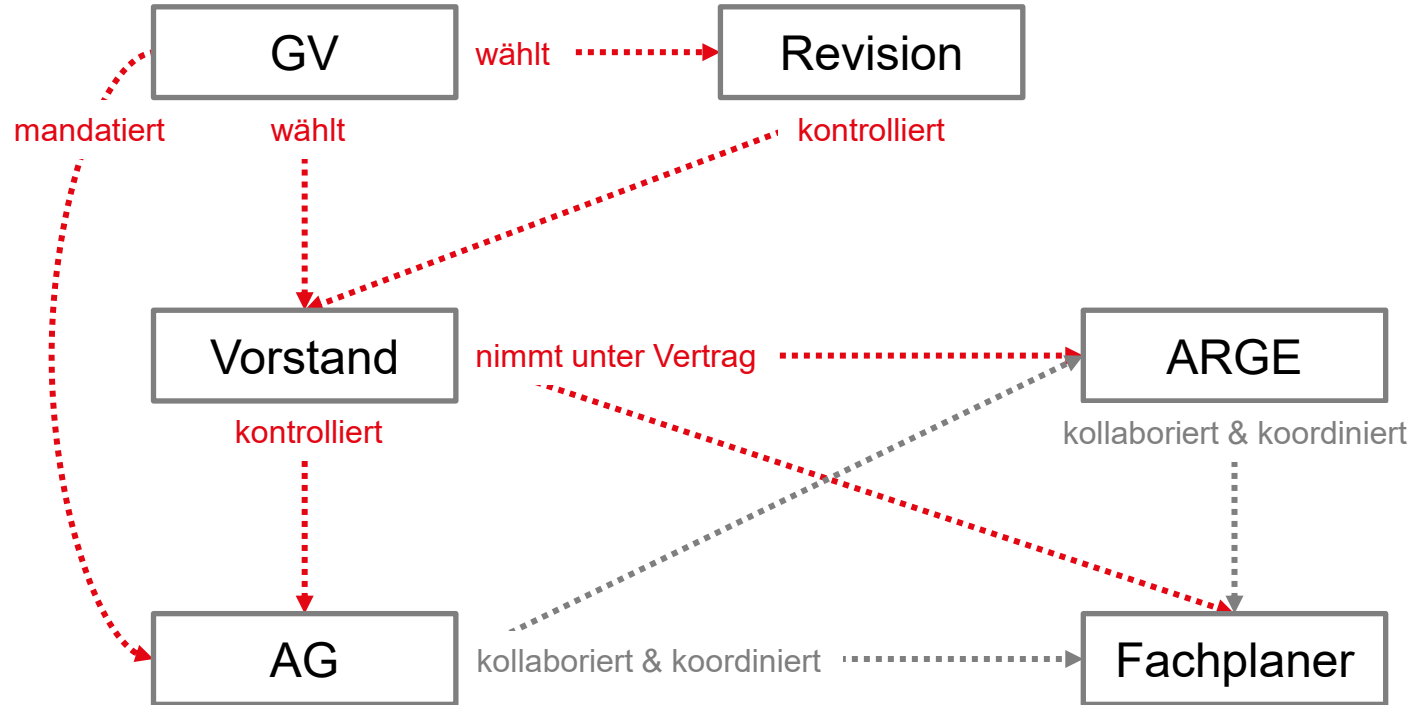 GV
wählt
Revision
mandatiert
wählt
kontrolliert
Vorstand
nimmt unter Vertrag
ARGE
kontrolliert
kollaboriert & koordiniert
AG
kollaboriert & koordiniert
Fachplaner